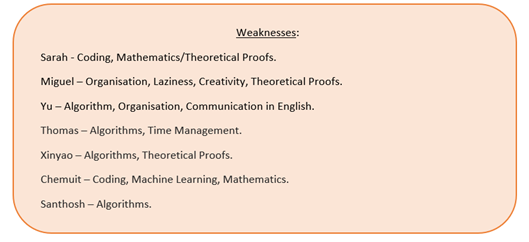 Weaknesses:
Sarah - Coding, Mathematics/Theoretical Proofs.
Miguel – Organisation, Laziness, Creativity, Theoretical Proofs.
Yu – Algorithm, Organisation, Communication in English.
Thomas – Algorithms, Time Management.
Xinyao – Algorithms, Theoretical Proofs.
Chemuit – Coding, Machine Learning, Mathematics.
Santhosh – Algorithms.